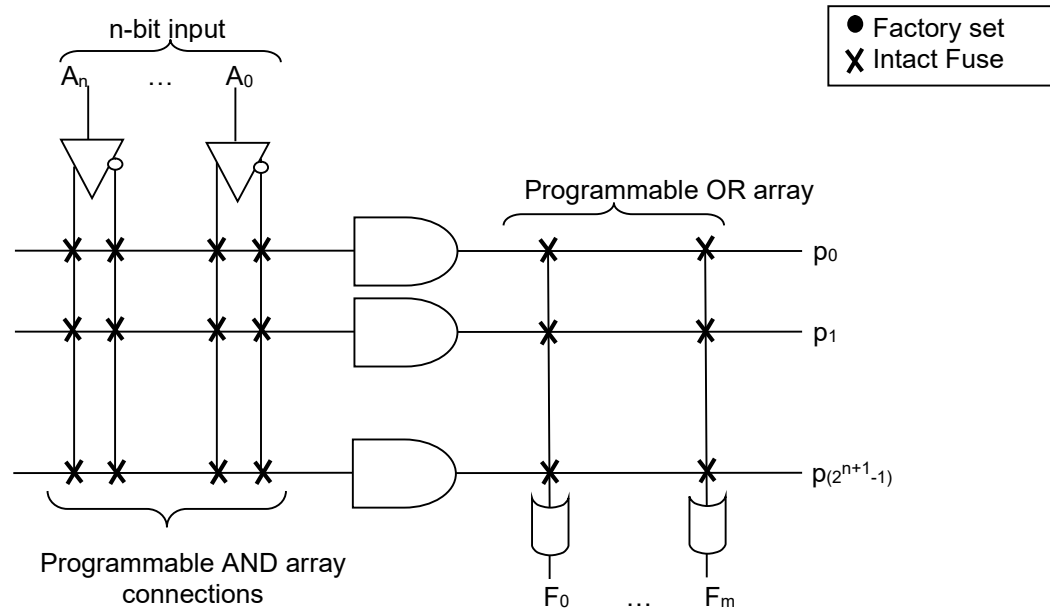 n-bit input
Aₙ … A₀
Factory set
Intact Fuse
Programmable OR array
p₀
p₁
p(2ⁿ⁺¹-1)
Programmable AND array
connections
F₀ … Fₘ